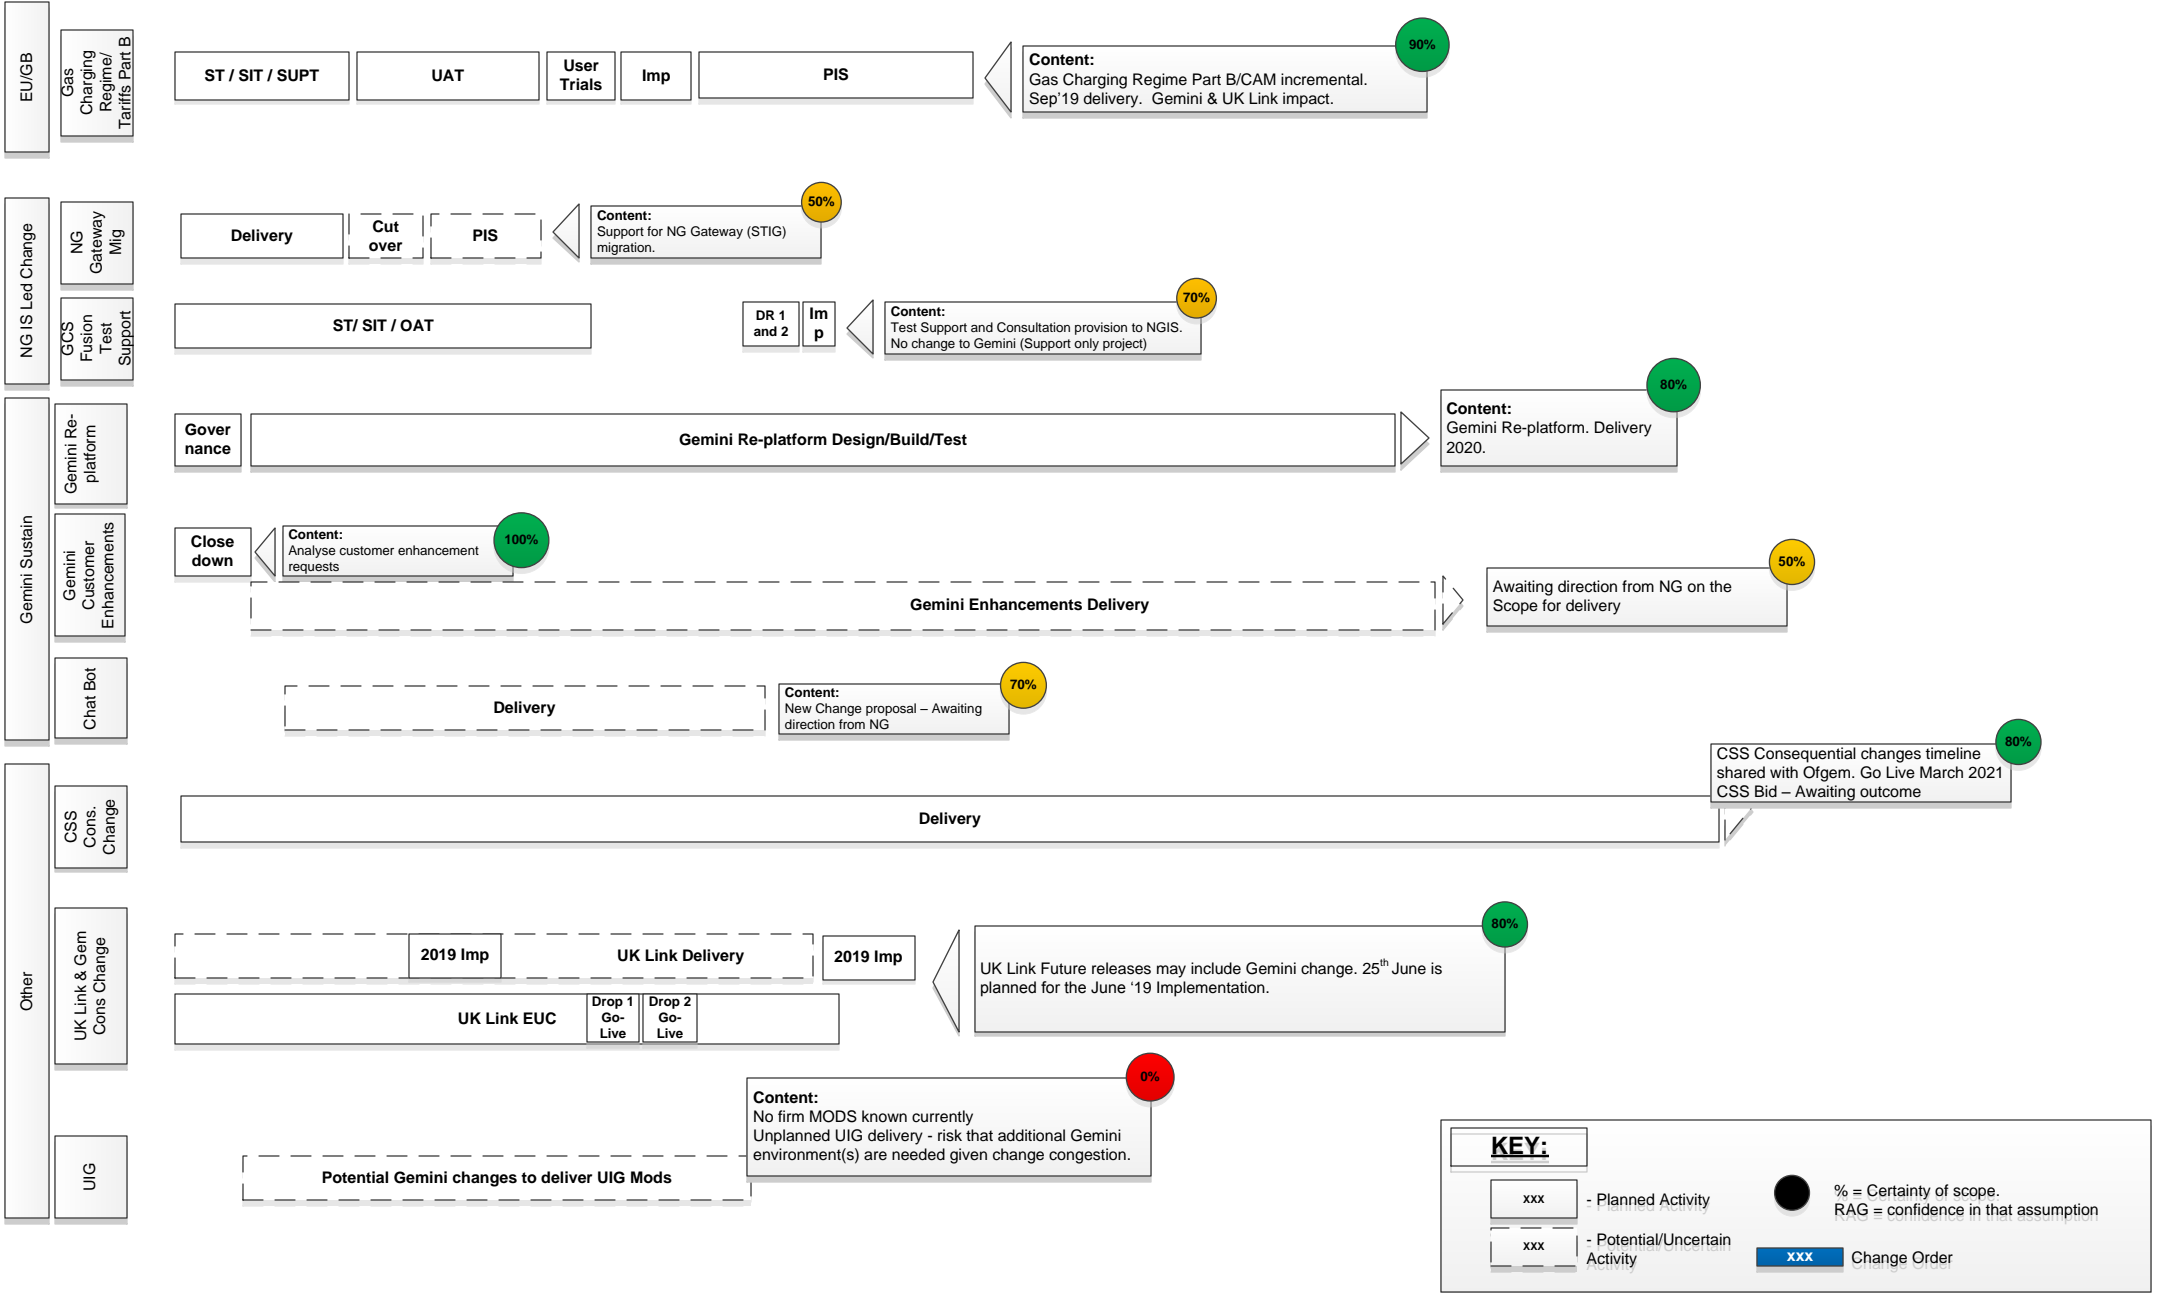 EU/GB
Gas
Charging
Regime/
Tariffs Part B
ST / SIT / SUPT
UAT
User
Trials
Imp
PIS
Content:
Gas Charging Regime Part B/CAM incremental.
Sep'19 delivery.  Gemini & UK Link impact.
90%
NG IS Led Change
NG
Gateway
Mig
Delivery
Cut
over
PIS
Content:
Support for NG Gateway (STIG)
migration.
50%
GCS
Fusion
Test
Support
ST/ SIT / OAT
DR 1
and 2
Im
p
Content:
Test Support and Consultation provision to NGIS.
No change to Gemini (Support only project)
70%
Gemini Sustain
Gemini Re-
platform
Gover
nance
Gemini Re-platform Design/Build/Test
Content:
Gemini Re-platform. Delivery
2020.
80%
Gemini
Customer
Enhancements
Close
down
Content:
Analyse customer enhancement
requests
100%
Gemini Enhancements Delivery
Awaiting direction from NG on the
Scope for delivery
50%
Chat Bot
Delivery
Content:
New Change proposal – Awaiting
direction from NG
70%
Other
CSS
Cons.
Change
Delivery
CSS Consequential changes timeline
shared with Ofgem. Go Live March 2021
CSS Bid – Awaiting outcome
80%
UK Link & Gem
Cons Change
2019 Imp
UK Link Delivery
2019 Imp
UK Link EUC
Drop 1
Go-
Live
Drop 2
Go-
Live
UK Link Future releases may include Gemini change. 25th June is
planned for the June ‘19 Implementation.
80%
UIG
Potential Gemini changes to deliver UIG Mods
Content:
No firm MODS known currently
Unplanned UIG delivery - risk that additional Gemini
environment(s) are needed given change congestion.
0%
KEY:
xxx
- Planned Activity
xxx
- Potential/Uncertain
Activity
% = Certainty of scope.
RAG = confidence in that assumption
xxx
Change Order